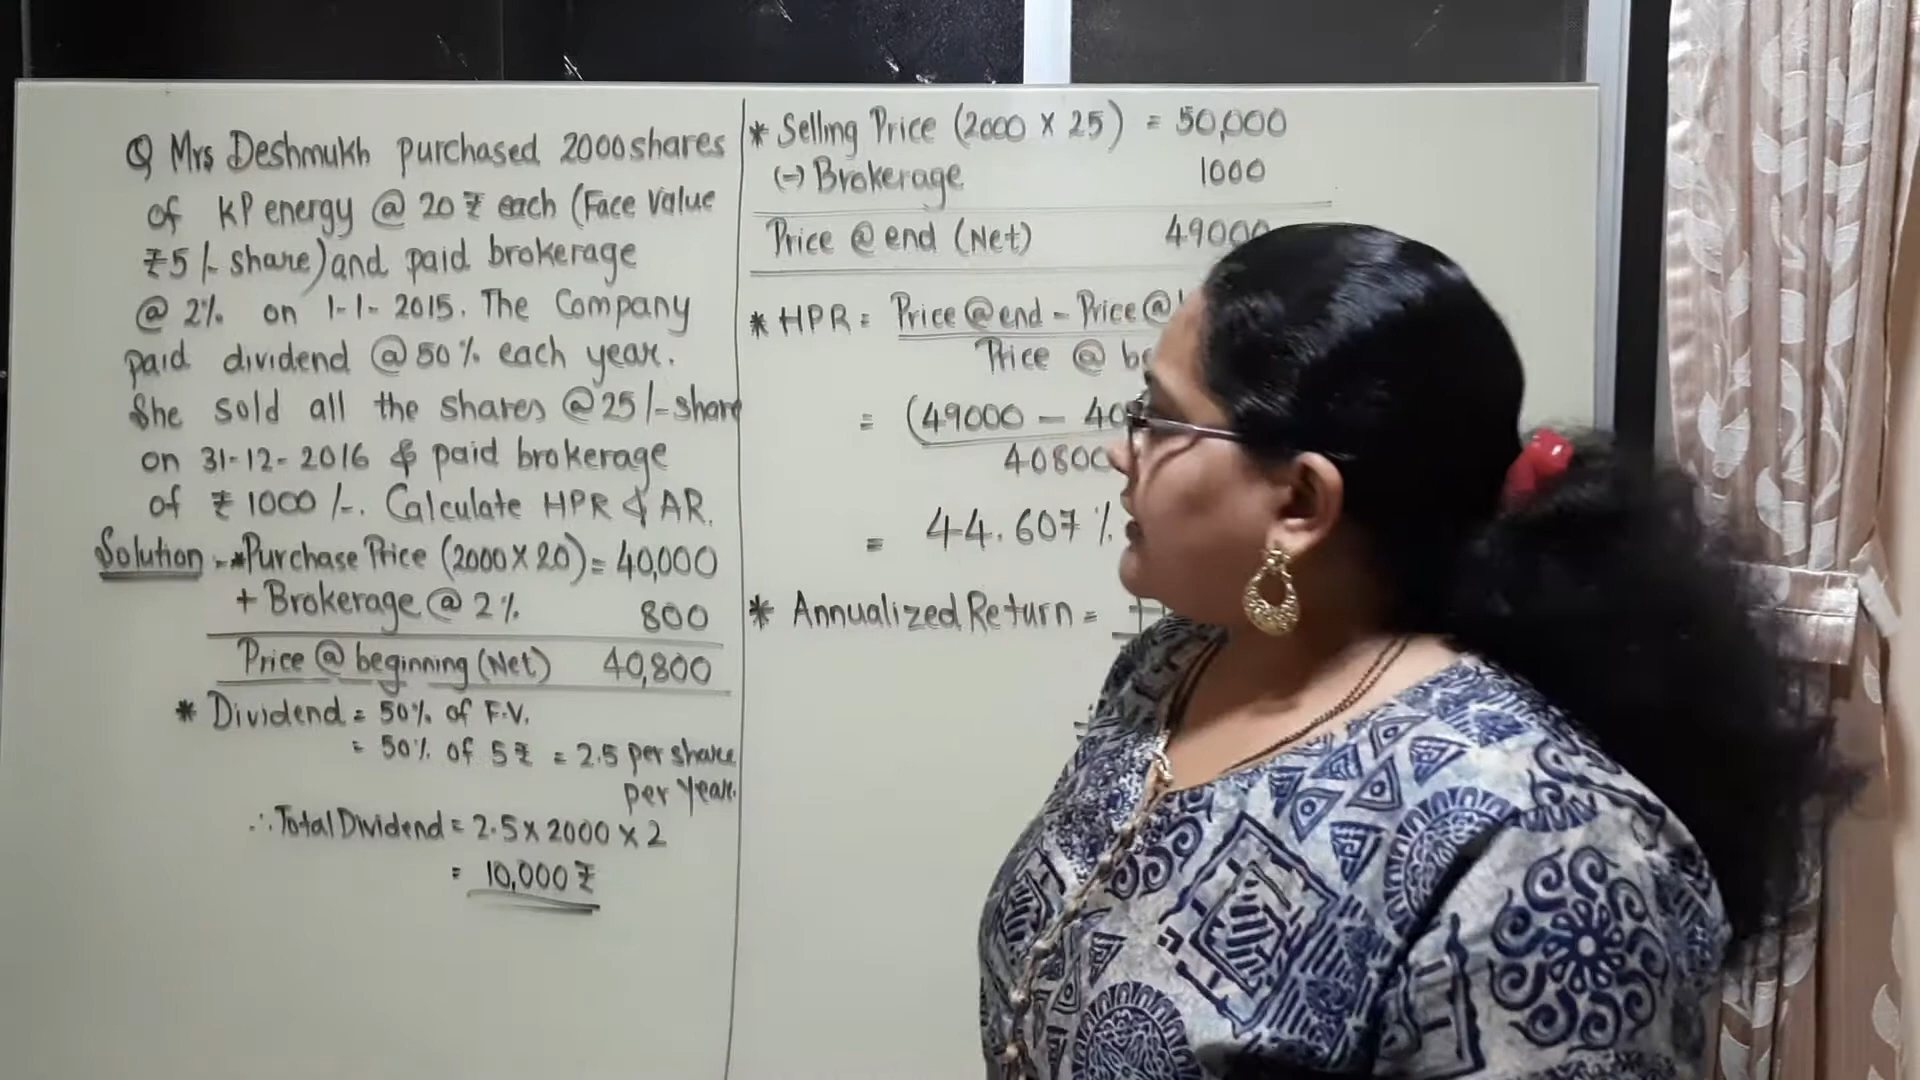 Q Mrs Deshmukh purchased 2000 shares
of KP energy @ 20 ₹ each (Face Value
₹5/- share) and paid brokerage
@ 2% on 1-1-2015. The Company
paid dividend @ 50% each year.
She sold all the shares @ 25/- share
on 31-12-2016 & paid brokerage
of ₹ 1000/-. Calculate HPR & AR.
Solution :- * Purchase Price (2000 X 20) = 40,000
+ Brokerage @ 2% 800
Price @ beginning (Net) 40,800
* Dividend = 50% of F.V.
= 50% of 5 ₹ = 2.5 per share
per year.
∴ Total Dividend = 2.5 x 2000 x 2
= 10,000 ₹
* Selling Price (2000 X 25) = 50,000
(-) Brokerage 1000
Price @ end (Net) 49000
* HPR = Price @ end - Price @
Price @
= (49000 - 
40800
= 44.607 %
* Annualized Return =